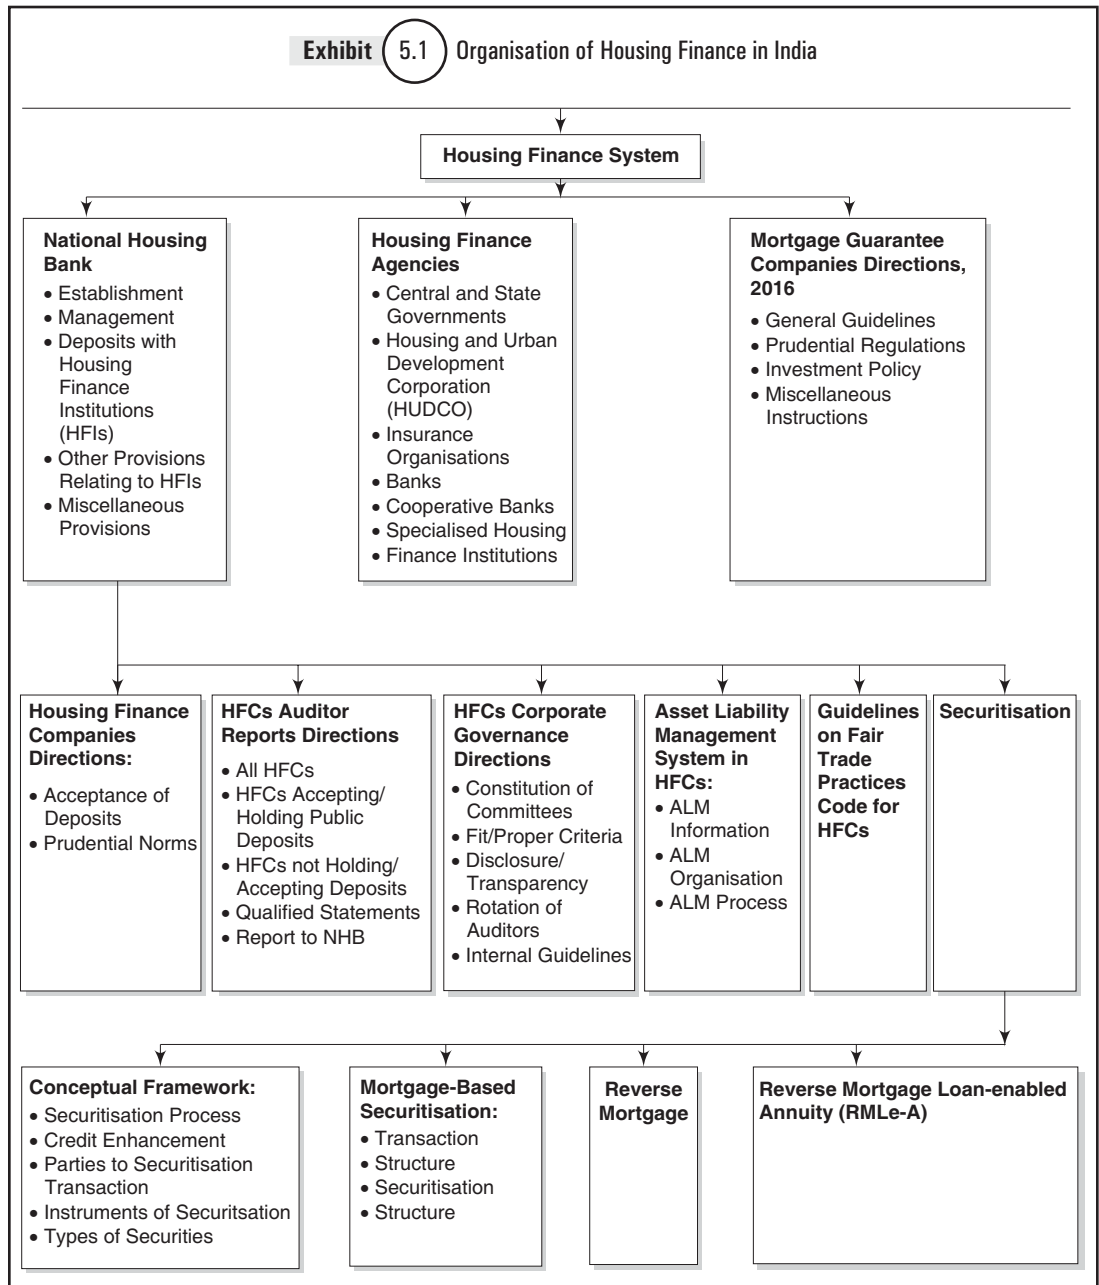 Exhibit 5.1 Organisation of Housing Finance in India
Housing Finance System
National Housing
Bank
• Establishment
• Management
• Deposits with
Housing
Finance
Institutions
(HFIs)
• Other Provisions
Relating to HFIs
• Miscellaneous
Provisions
Housing Finance
Agencies
• Central and State
Governments
• Housing and Urban
Development
Corporation
(HUDCO)
• Insurance
Organisations
• Banks
• Cooperative Banks
• Specialised Housing
• Finance Institutions
Mortgage Guarantee
Companies Directions,
2016
• General Guidelines
• Prudential Regulations
• Investment Policy
• Miscellaneous
Instructions
Housing Finance
Companies
Directions:
• Acceptance of
Deposits
• Prudential Norms
HFCs Auditor
Reports Directions
• All HFCs
• HFCs Accepting/
Holding Public
Deposits
• HFCs not Holding/
Accepting Deposits
• Qualified Statements
• Report to NHB
HFCs Corporate
Governance
Directions
• Constitution of
Committees
• Fit/Proper Criteria
• Disclosure/
Transparency
• Rotation of
Auditors
• Internal Guidelines
Asset Liability
Management
System in
HFCs:
• ALM
Information
• ALM
Organisation
• ALM Process
Guidelines
on Fair
Trade
Practices
Code for
HFCs
Securitisation
Conceptual Framework:
• Securitisation Process
• Credit Enhancement
• Parties to Securitisation
Transaction
• Instruments of Securitsation
• Types of Securities
Mortgage-Based
Securitisation:
• Transaction
• Structure
• Securitisation
• Structure
Reverse
Mortgage
Reverse Mortgage Loan-enabled
Annuity (RMLe-A)